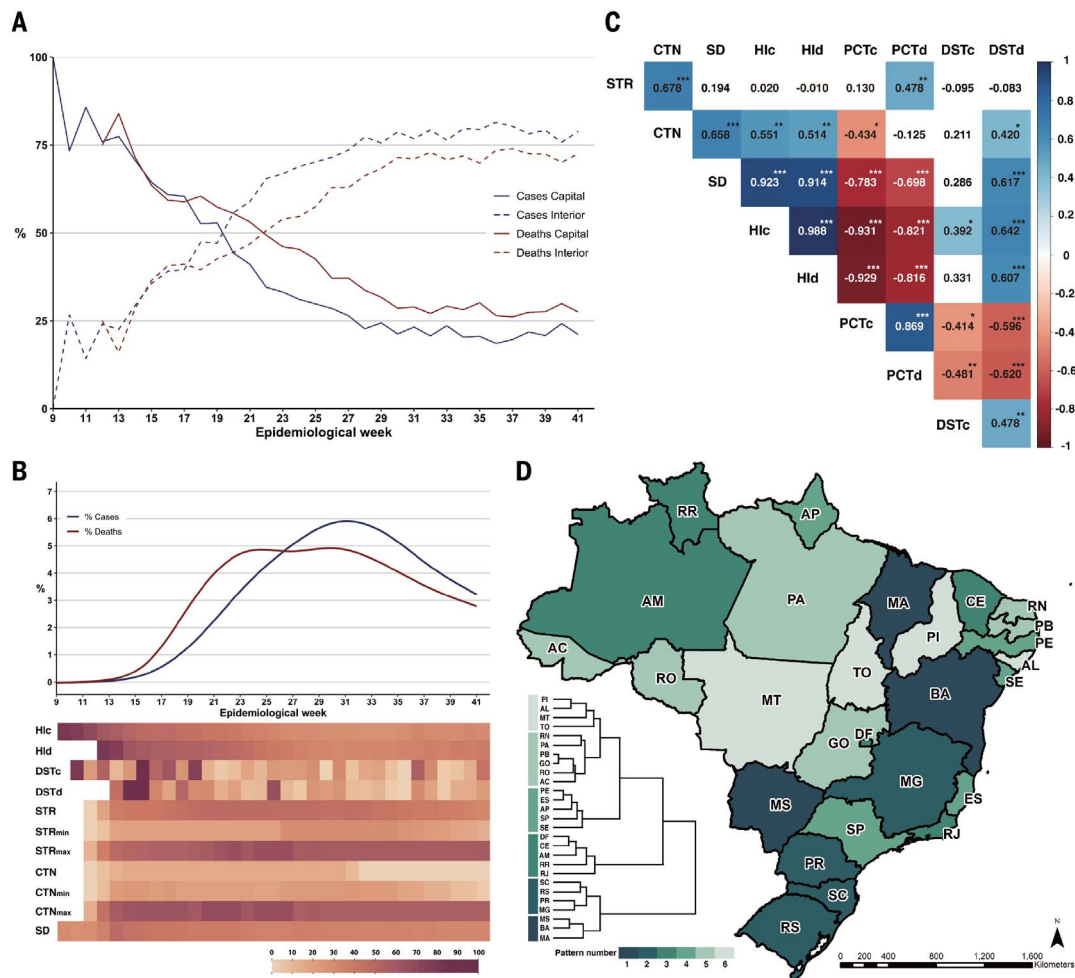 A
100
75
%
50
25
0
9 11 13 15 17 19 21 23 25 27 29 31 33 35 37 39 41
Epidemiological week
Cases Capital
Cases Interior
Deaths Capital
Deaths Interior
C
CTN SD HIc HId PCTc PCTd DSTc DSTd
STR 0.678*** 0.194 0.020 -0.010 0.130 0.478** -0.095 -0.083
CTN 0.658*** 0.551** 0.514** -0.434* -0.125 0.211 0.420*
SD 0.923*** 0.914*** -0.783*** -0.698*** 0.286 0.617***
HIc 0.988*** -0.931*** -0.821*** 0.392* 0.642***
HId -0.929*** -0.816*** 0.331 0.607***
PCTc 0.869*** -0.414* -0.596***
PCTd -0.481** -0.620***
DSTc 0.478**
1
0.8
0.6
0.4
0.2
0
-0.2
-0.4
-0.6
-0.8
-1
B
7
6
5
4
%
3
2
1
0
% Cases
% Deaths
9 11 13 15 17 19 21 23 25 27 29 31 33 35 37 39 41
Epidemiological week
HIc
HId
DSTc
DSTd
STR
STRmin
STRmax
CTN
CTNmin
CTNmax
SD
0 10 20 30 40 50 60 70 80 90 100
D
RR
AP
AM
PA
MA
CE
RN
PB
PE
PI
AL
SE
AC
RO
TO
BA
MT
GO
DF
MG
ES
MS
SP
RJ
PR
SC
RS
PI
AL
MT
TO
RN
PA
PB
GO
RO
AC
PE
ES
AP
SP
SE
DF
CE
AM
RR
RJ
SC
RS
PR
MG
MS
BA
MA
Pattern number
1 2 3 4 5 6
N
0 200 400 600 800 1,000 1,600
Kilometers